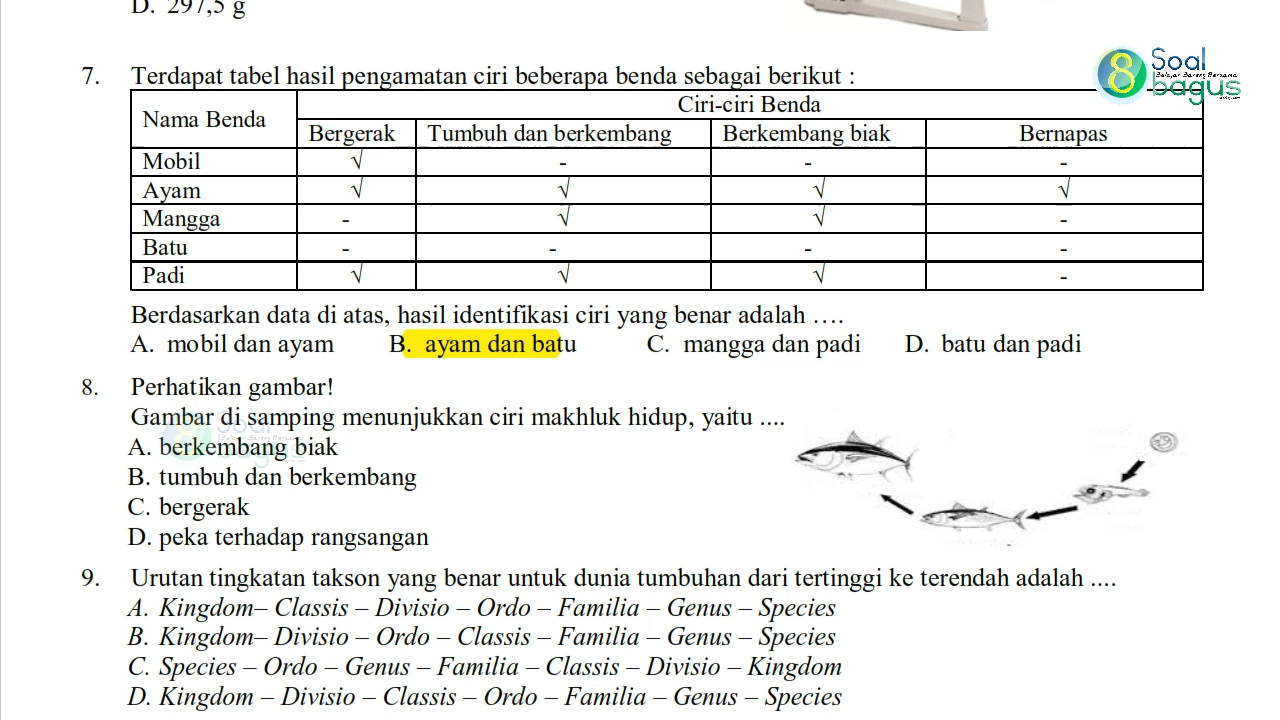 D. 297,5 g
Soal
Belajar Bareng Bersama
8
bagus
7. Terdapat tabel hasil pengamatan ciri beberapa benda sebagai berikut :
Nama Benda Ciri-ciri Benda
Bergerak Tumbuh dan berkembang Berkembang biak Bernapas
Mobil √ - - -
Ayam √ √ √ √
Mangga - √ √ -
Batu - - - -
Padi √ √ √ -
Berdasarkan data di atas, hasil identifikasi ciri yang benar adalah ….
A. mobil dan ayam B. ayam dan batu C. mangga dan padi D. batu dan padi
8. Perhatikan gambar!
Gambar di samping menunjukkan ciri makhluk hidup, yaitu ....
A. berkembang biak
B. tumbuh dan berkembang
C. bergerak
D. peka terhadap rangsangan
9. Urutan tingkatan takson yang benar untuk dunia tumbuhan dari tertinggi ke terendah adalah ....
A. Kingdom– Classis – Divisio – Ordo – Familia – Genus – Species
B. Kingdom– Divisio – Ordo – Classis – Familia – Genus – Species
C. Species – Ordo – Genus – Familia – Classis – Divisio – Kingdom
D. Kingdom – Divisio – Classis – Ordo – Familia – Genus – Species